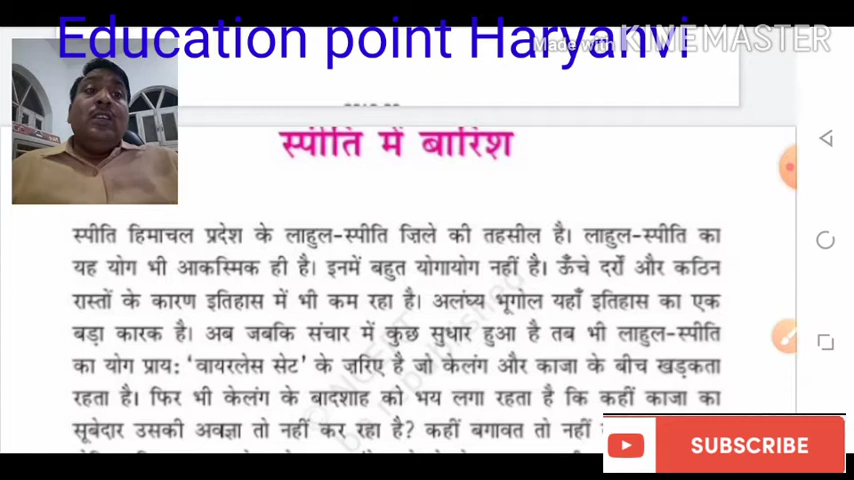 Education point Haryanvi
Made with KINEMASTER
स्पीति में बारिश
स्पीति हिमाचल प्रदेश के लाहुल-स्पीति ज़िले की तहसील है। लाहुल-स्पीति का
यह योग भी आकस्मिक ही है। इनमें बहुत योगायोग नहीं है। ऊँचे दर्रों और कठिन
रास्तों के कारण इतिहास में भी कम रहा है। अलंघ्य भूगोल यहाँ इतिहास का एक
बड़ा कारक है। अब जबकि संचार में कुछ सुधार हुआ है तब भी लाहुल-स्पीति
का योग प्राय: ‘वायरलेस सेट’ के ज़रिए है जो केलंग और काजा के बीच खड़कता
रहता है। फिर भी केलंग के बादशाह को भय लगा रहता है कि कहीं काजा का
सूबेदार उसकी अवज्ञा तो नहीं कर रहा है? कहीं बगावत तो नहीं
SUBSCRIBE